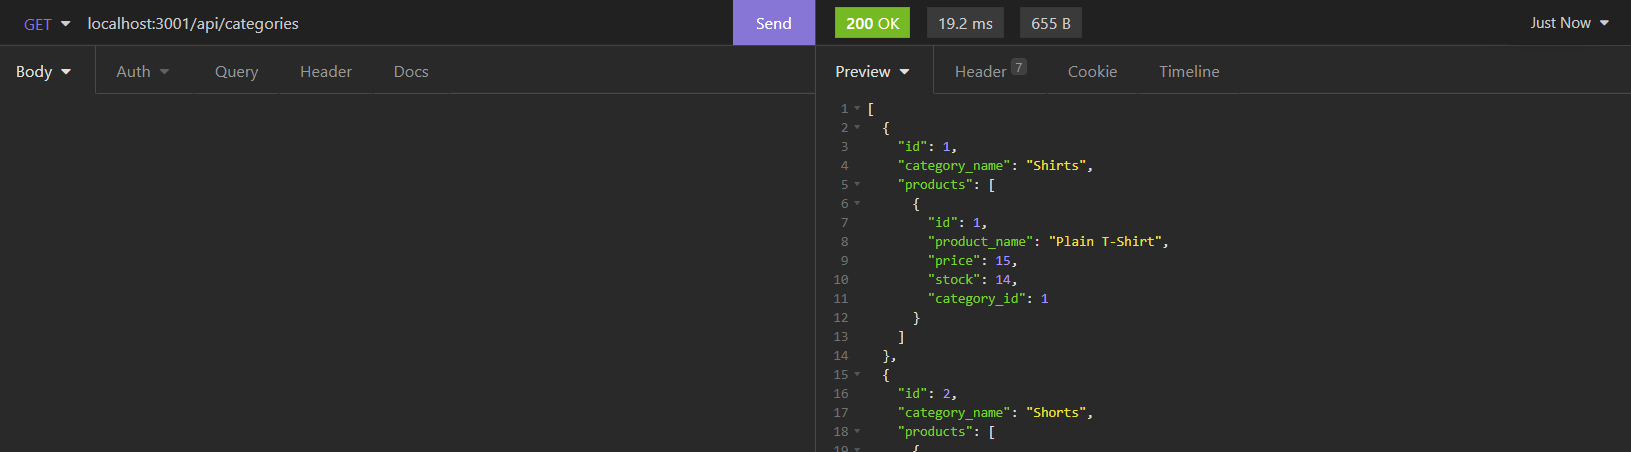 GET localhost:3001/api/categories Send 200 OK 19.2 ms 655 B Just Now
Body Auth Query Header Docs Preview Header 7 Cookie Timeline
1 [
2 {
3 "id": 1,
4 "category_name": "Shirts",
5 "products": [
6 {
7 "id": 1,
8 "product_name": "Plain T-Shirt",
9 "price": 15,
10 "stock": 14,
11 "category_id": 1
12 }
13 ]
14 },
15 {
16 "id": 2,
17 "category_name": "Shorts",
18 "products": [
19 {